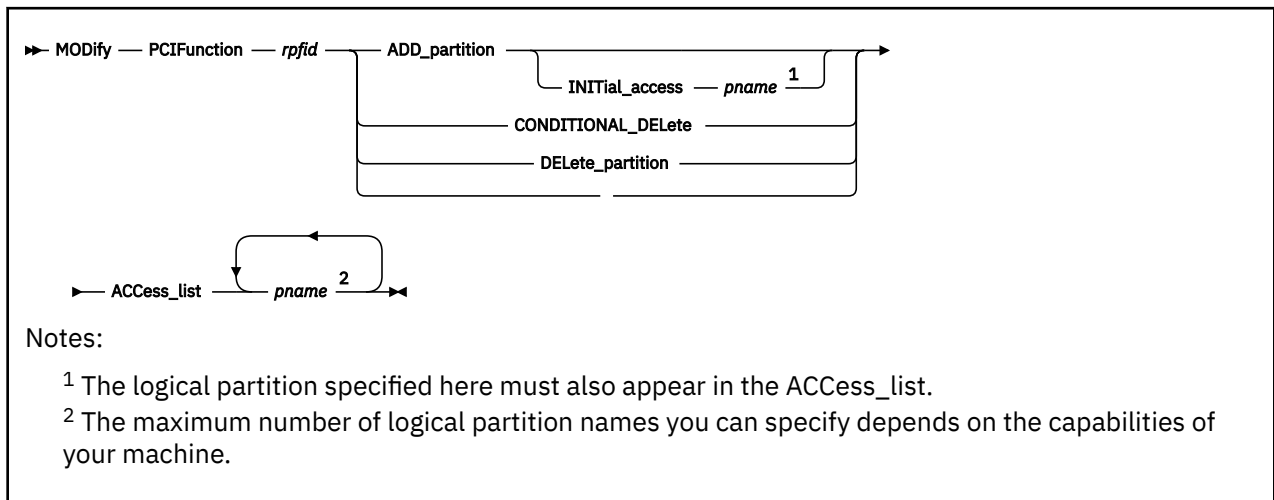 MODify PCIFunction rpfid ADD_partition
INITial_access pname 1
CONDITIONAL_DELete
DELete_partition
ACCess_list pname 2
Notes:
1 The logical partition specified here must also appear in the ACCess_list.
2 The maximum number of logical partition names you can specify depends on the capabilities of
your machine.